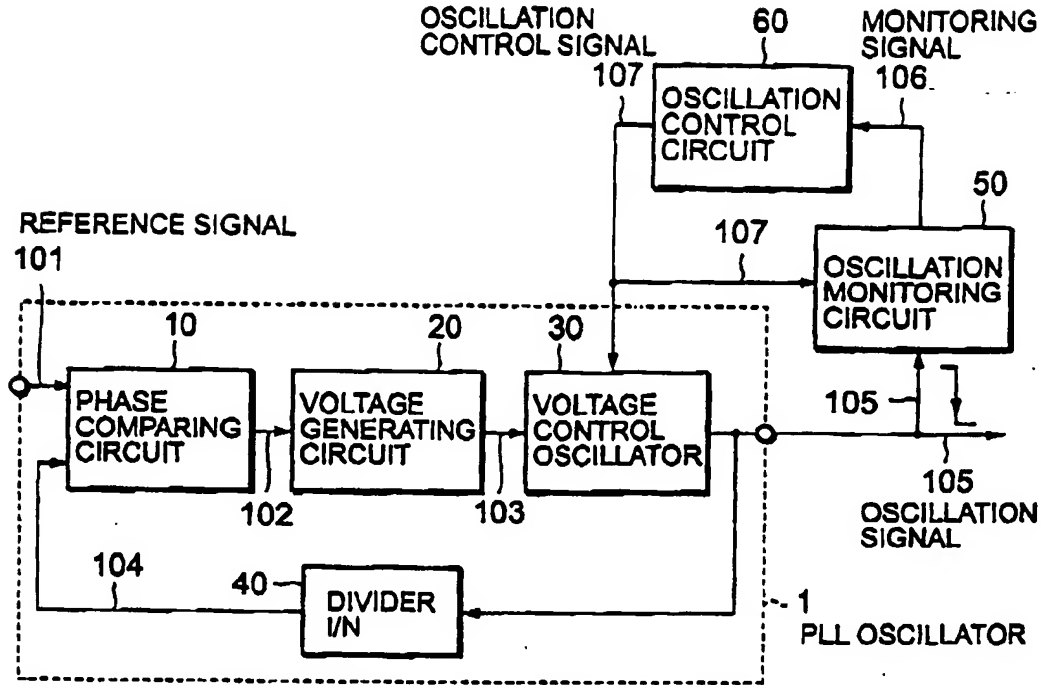 OSCILLATION
CONTROL SIGNAL
107
60
MONITORING
SIGNAL
106
OSCILLATION
CONTROL
CIRCUIT
50
REFERENCE SIGNAL
101
107
OSCILLATION
MONITORING
CIRCUIT
10
20
30
PHASE
COMPARING
CIRCUIT
VOLTAGE
GENERATING
CIRCUIT
VOLTAGE
CONTROL
OSCILLATOR
105
102
103
105
OSCILLATION
SIGNAL
104
40
DIVIDER
I/N
1
PLL OSCILLATOR